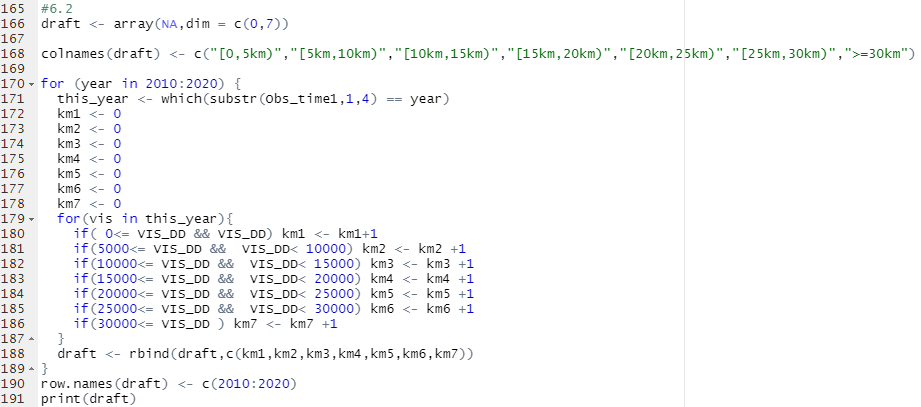 165 #6.2
166 draft <- array(NA,dim = c(0,7))
167
168 colnames(draft) <- c("[0,5km)","[5km,10km)","[10km,15km)","[15km,20km)","[20km,25km)","[25km,30km)",">=30km")
169
170 for (year in 2010:2020) {
171   this_year <- which(substr(Obs_time1,1,4) == year)
172   km1 <- 0
173   km2 <- 0
174   km3 <- 0
175   km4 <- 0
176   km5 <- 0
177   km6 <- 0
178   km7 <- 0
179   for(vis in this_year){
180     if( 0<= VIS_DD && VIS_DD) km1 <- km1+1
181     if(5000<= VIS_DD &&  VIS_DD< 10000) km2 <- km2 +1
182     if(10000<= VIS_DD &&  VIS_DD< 15000) km3 <- km3 +1
183     if(15000<= VIS_DD &&  VIS_DD< 20000) km4 <- km4 +1
184     if(20000<= VIS_DD &&  VIS_DD< 25000) km5 <- km5 +1
185     if(25000<= VIS_DD &&  VIS_DD< 30000) km6 <- km6 +1
186     if(30000<= VIS_DD ) km7 <- km7 +1
187   }
188   draft <- rbind(draft,c(km1,km2,km3,km4,km5,km6,km7))
189 }
190 row.names(draft) <- c(2010:2020)
191 print(draft)